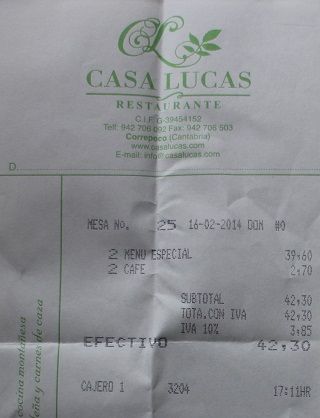 CL
CASA LUCAS
RESTAURANTE
C.I.F. G-39454152
Telf: 942 706 092 Fax: 942 706 503
Correpoco (Cantabria)
www.casalucas.com
E-mail: info@casalucas.com
D.
MESA No. 25 16-02-2014 DOM #0
2 MENU ESPECIAL 39,60
2 CAFE 2,70
SUBTOTAL 42,30
TOTA.CON IVA 42,30
IVA 10% 3,85
EFECTIVO 42,30
CAJERO 1 3204 17:11HR
cocina montañesa
eña y carnes de caza